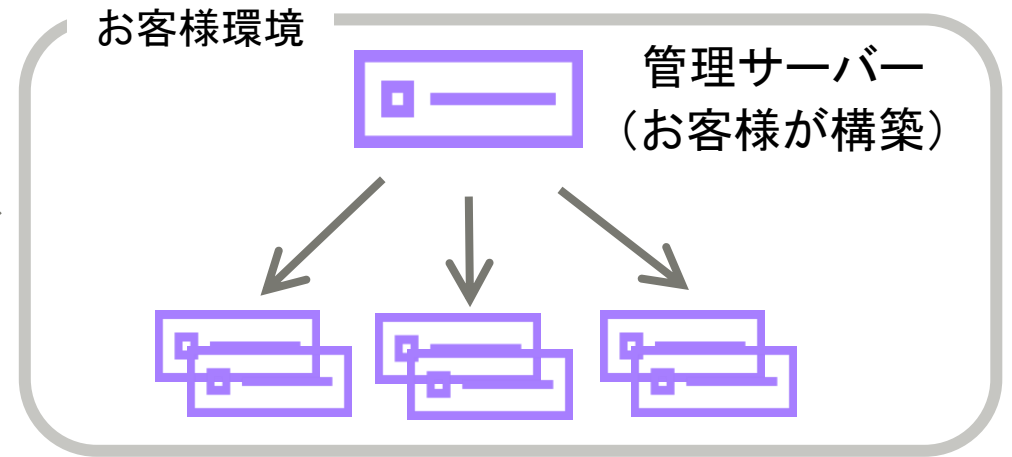 お客様環境
管理サーバー
（お客様が構築）